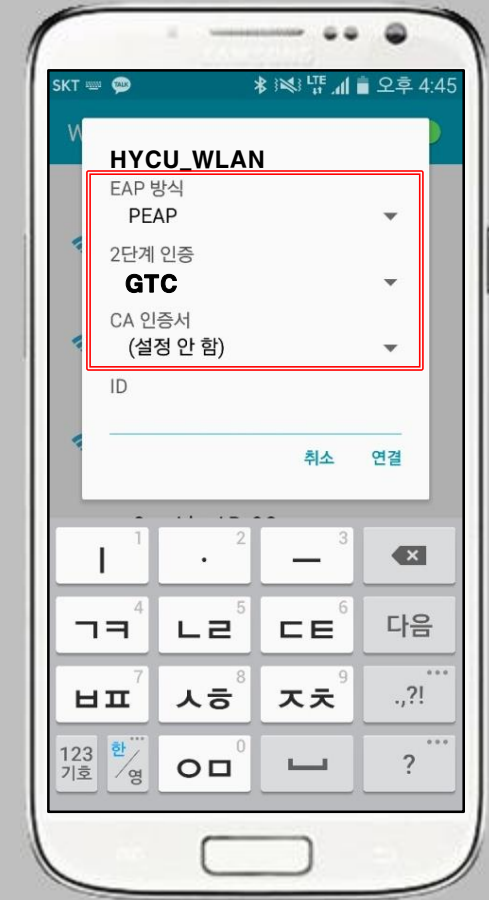 SKT TALK LTE 오후 4:45
W
HYCU_WLAN
EAP 방식
PEAP
2단계 인증
GTC
CA 인증서
(설정 안 함)
ID
취소 연결
ㅣ 1 · 2 ㅡ 3
ㄱㅋ 4 ㄴㄹ 5 ㄷㅌ 6 다음
ㅂㅍ 7 ㅅㅎ 8 ㅈㅊ 9 .,?!
123 한/영 ㅇㅁ 0 ?
기호